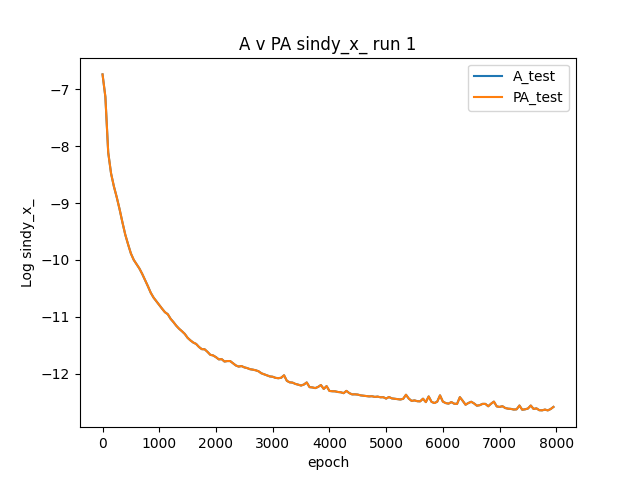 A v PA sindy_x_ run 1
A_test
PA_test
−7
−8
−9
−10
−11
−12
Log sindy_x_
0 1000 2000 3000 4000 5000 6000 7000 8000
epoch